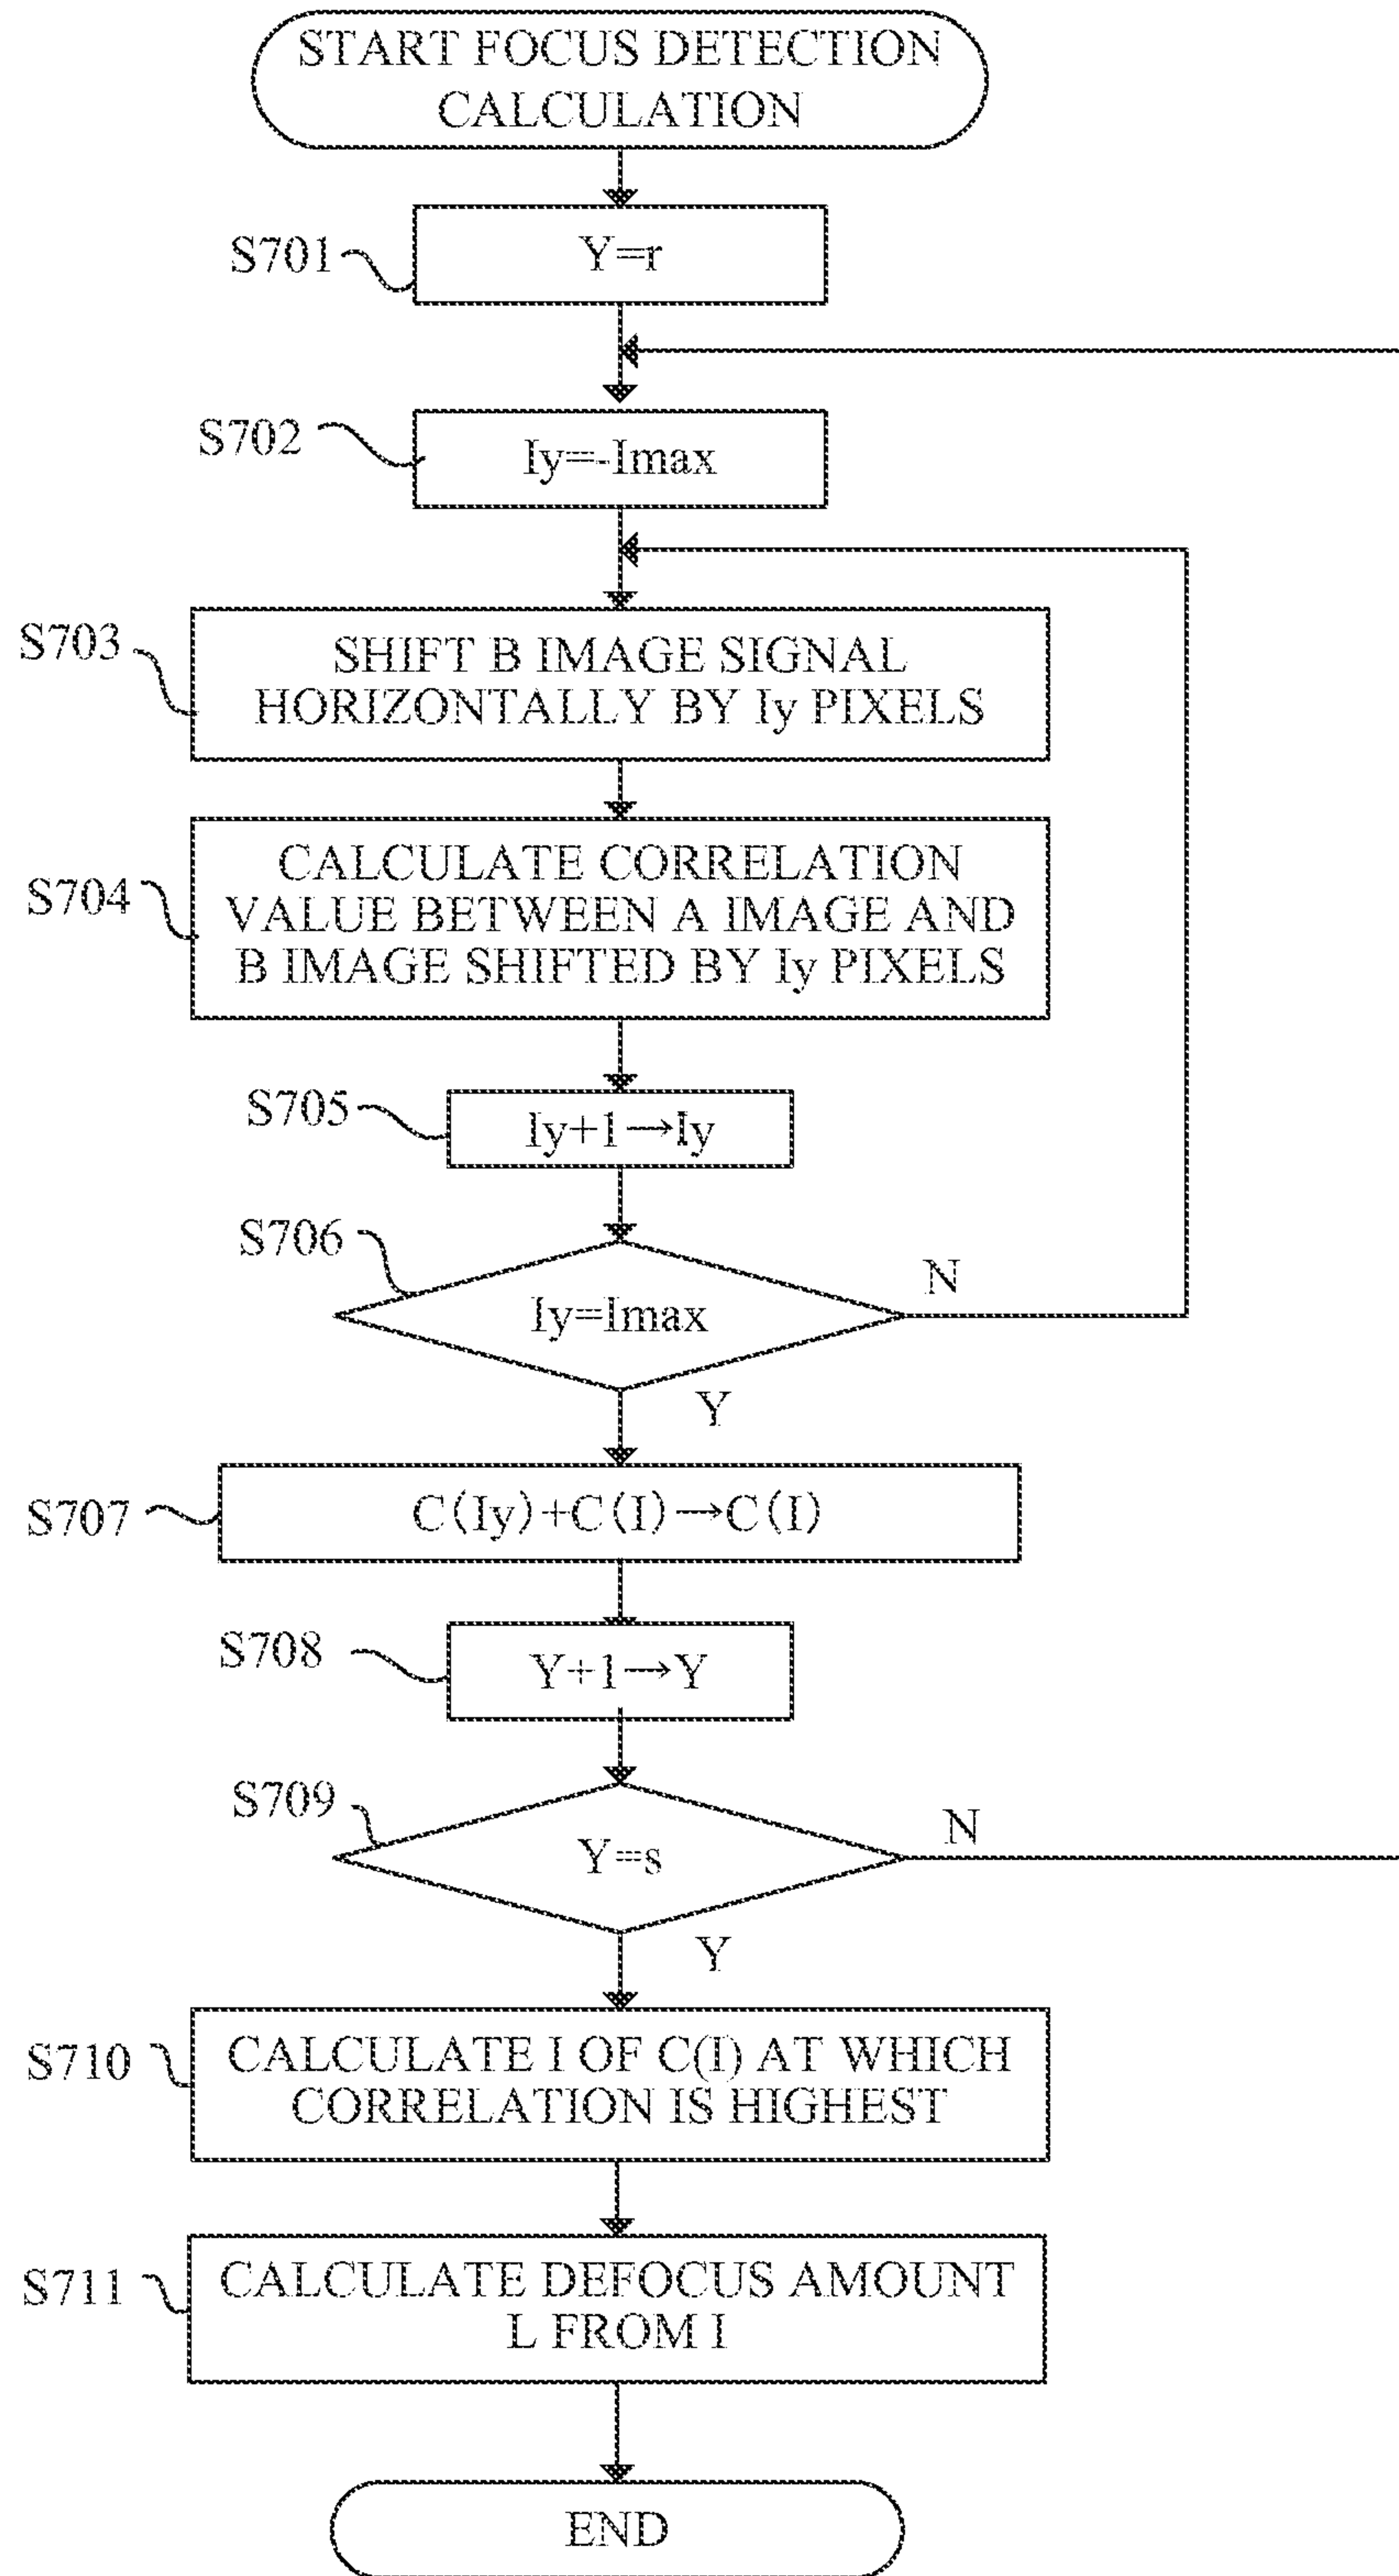 START FOCUS DETECTION
CALCULATION
S701
Y=r
S702
Iy=-Imax
S703
SHIFT B IMAGE SIGNAL
HORIZONTALLY BY Iy PIXELS
S704
CALCULATE CORRELATION
VALUE BETWEEN A IMAGE AND
B IMAGE SHIFTED BY Iy PIXELS
S705
Iy+1→Iy
S706
Iy=Imax
N
Y
S707
C(Iy)+C(I)→C(I)
S708
Y+1→Y
S709
Y=s
N
Y
S710
CALCULATE I OF C(I) AT WHICH
CORRELATION IS HIGHEST
S711
CALCULATE DEFOCUS AMOUNT
L FROM I
END